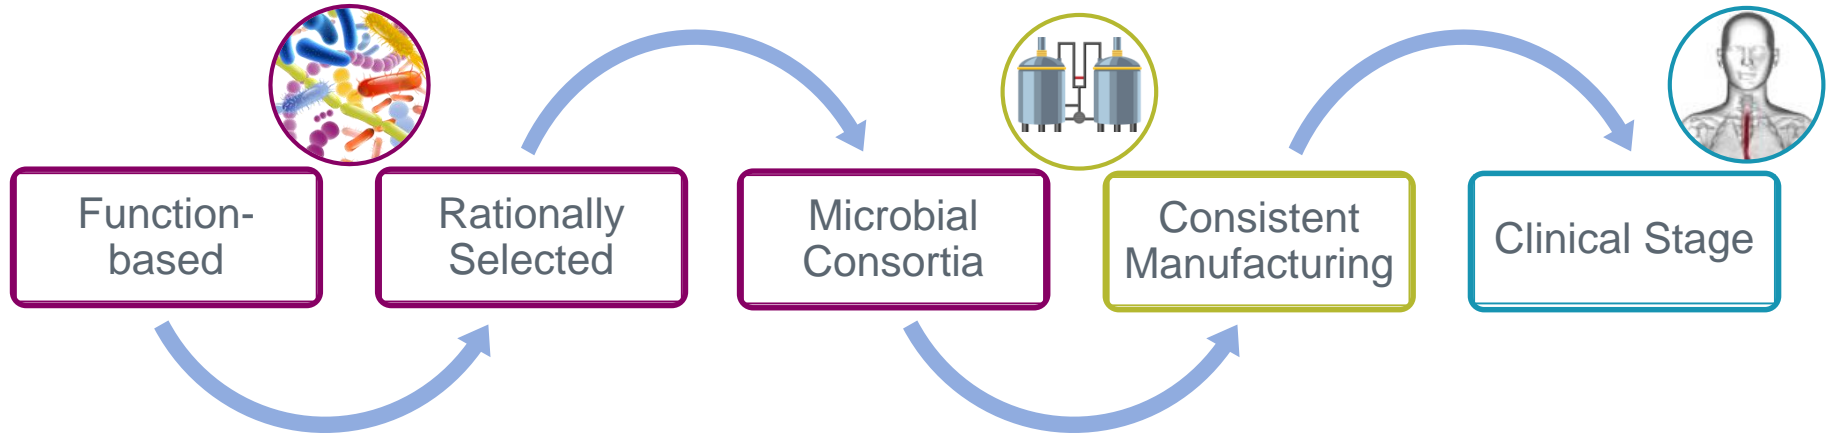 Function-
based
Rationally
Selected
Microbial
Consortia
Consistent
Manufacturing
Clinical Stage